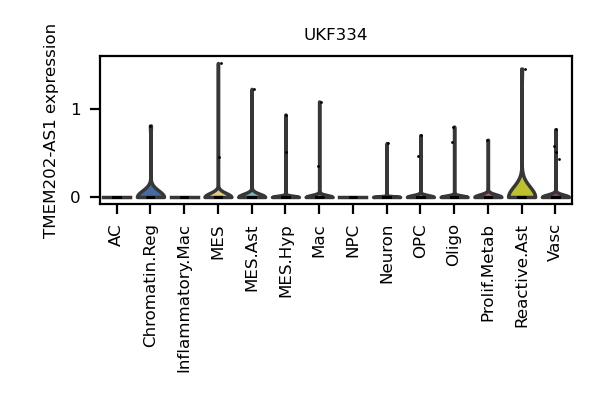 UKF334
TMEM202-AS1 expression
1
0
AC
Chromatin.Reg
Inflammatory.Mac
MES
MES.Ast
MES.Hyp
Mac
NPC
Neuron
OPC
Oligo
Prolif.Metab
Reactive.Ast
Vasc